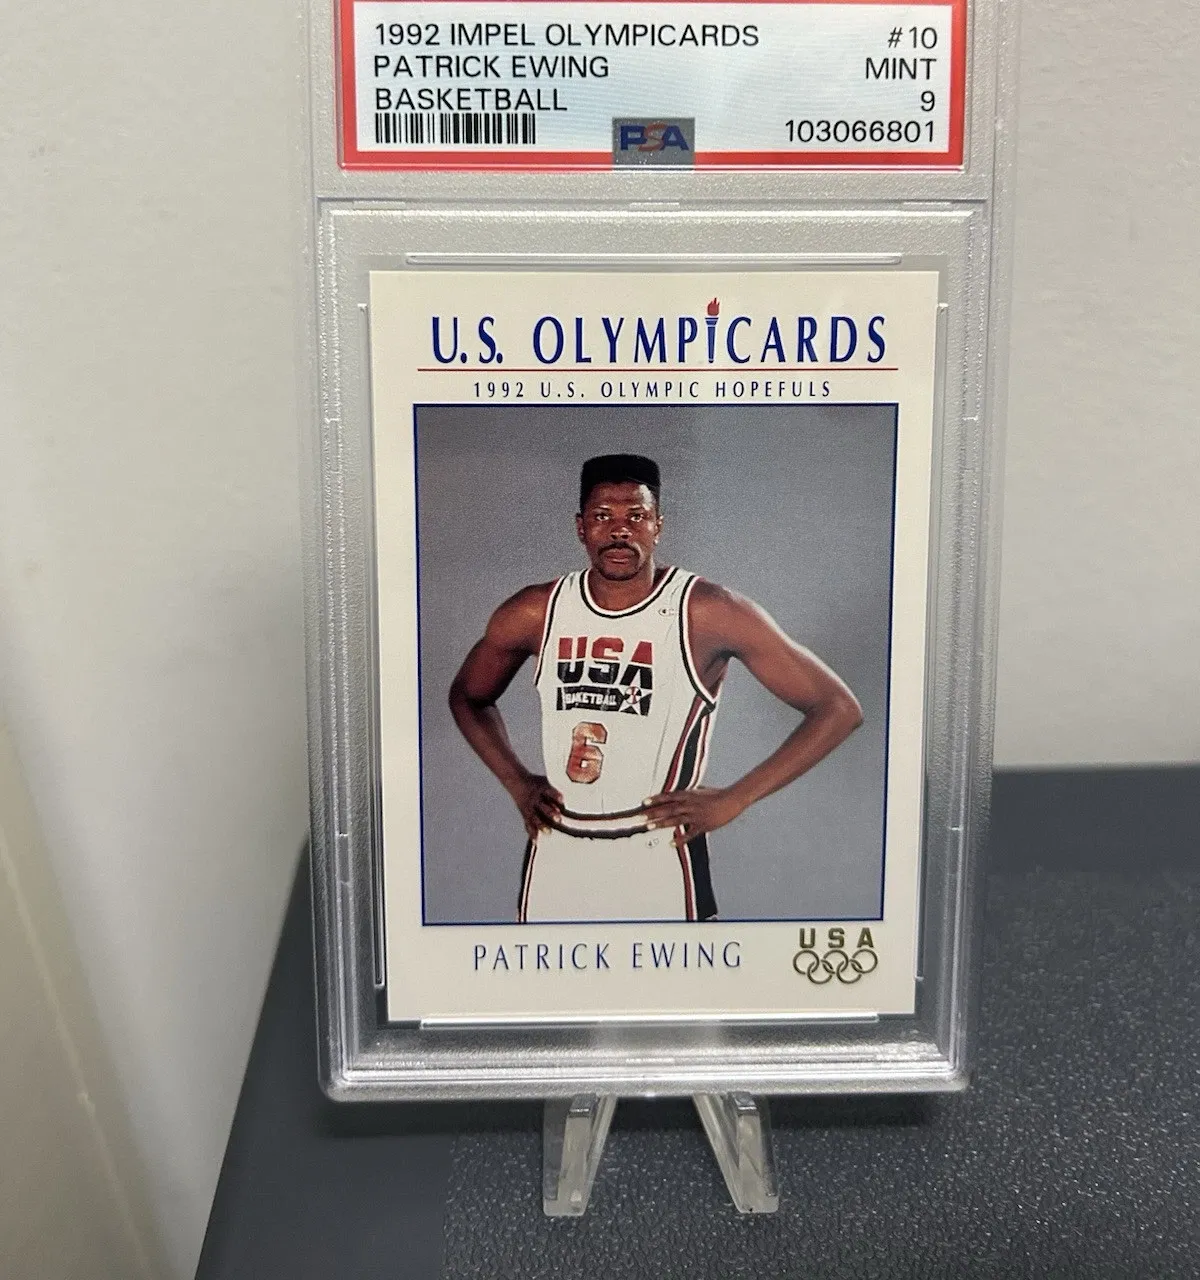 1992 IMPEL OLYMPICARDS #10
PATRICK EWING MINT
BASKETBALL 9
PSA 103066801
U.S. OLYMPICARDS
1992 U.S. OLYMPIC HOPEFULS
USA
BASKETBALL
6
PATRICK EWING
USA